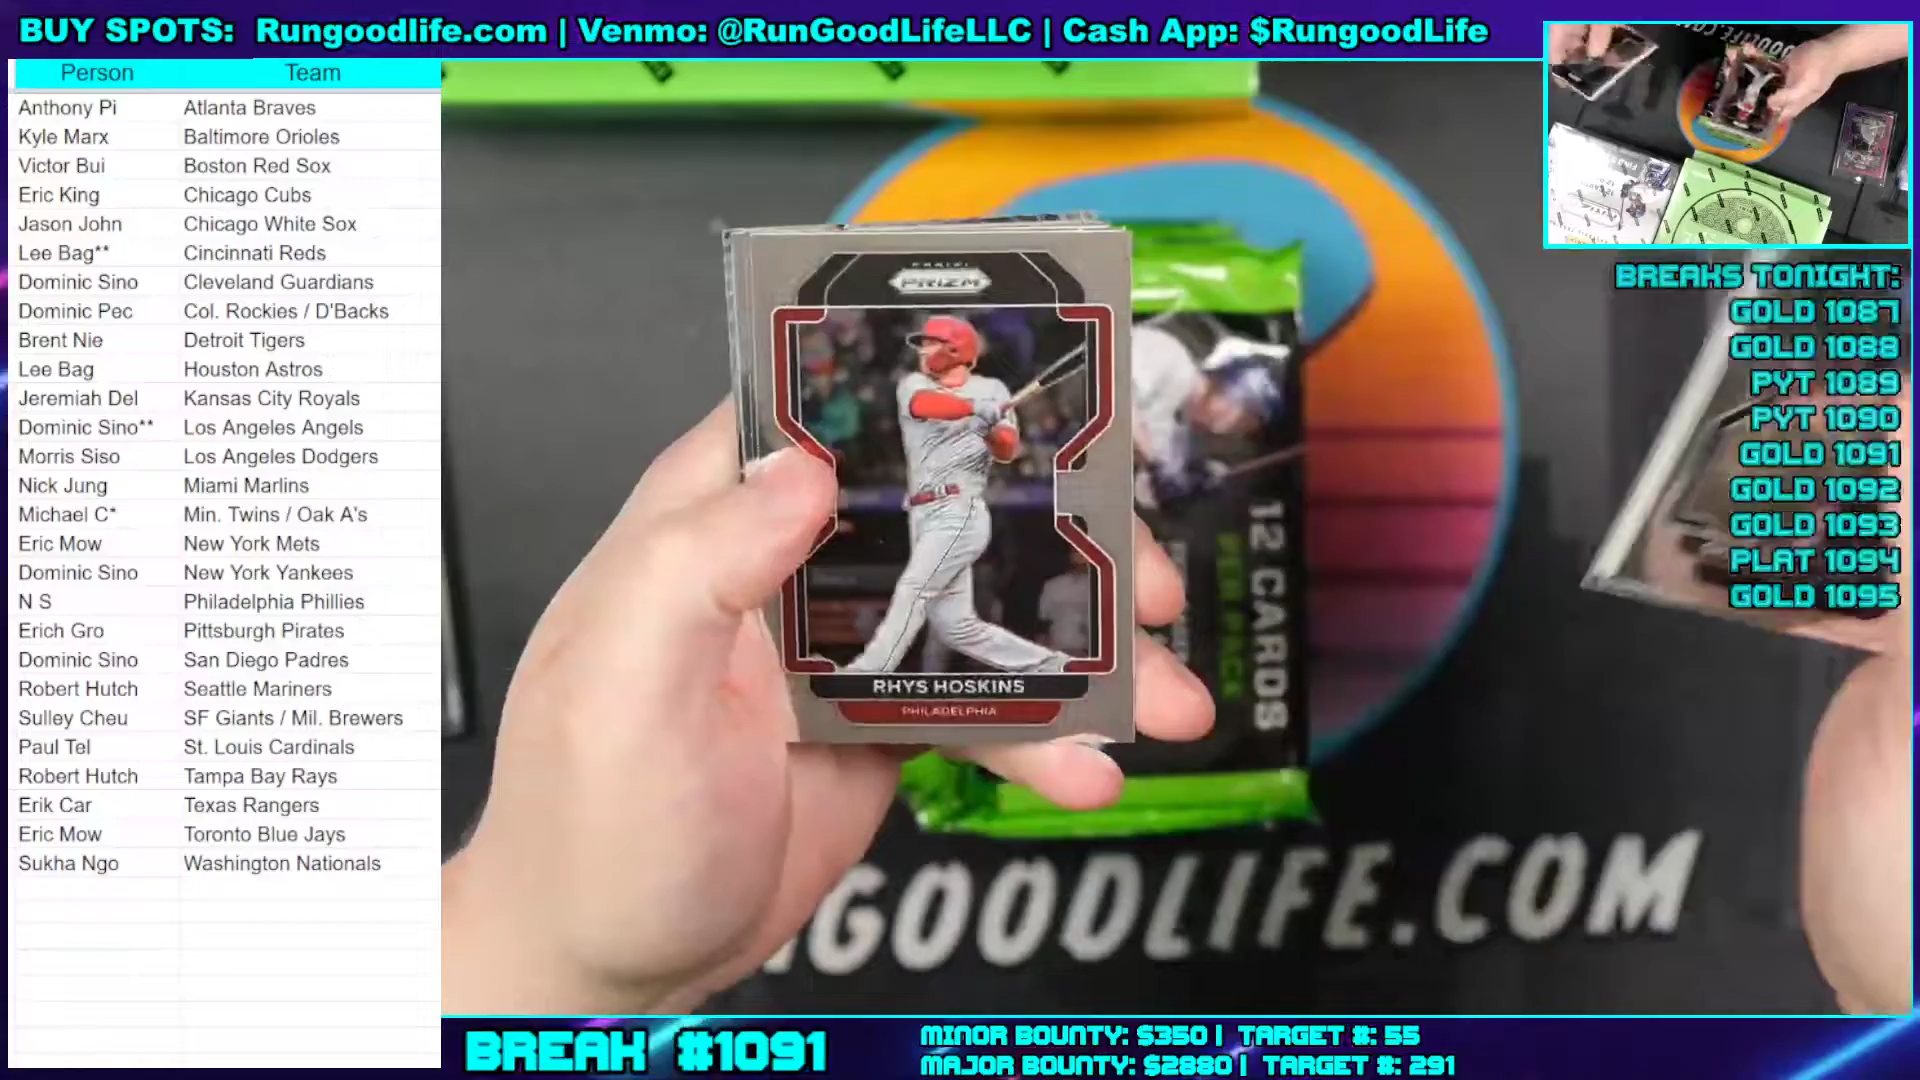 BUY SPOTS: Rungoodlife.com | Venmo: @RunGoodLifeLLC | Cash App: $RungoodLife
Person Team
Anthony Pi Atlanta Braves
Kyle Marx Baltimore Orioles
Victor Bui Boston Red Sox
Eric King Chicago Cubs
Jason John Chicago White Sox
Lee Bag** Cincinnati Reds
Dominic Sino Cleveland Guardians
Dominic Pec Col. Rockies / D'Backs
Brent Nie Detroit Tigers
Lee Bag Houston Astros
Jeremiah Del Kansas City Royals
Dominic Sino** Los Angeles Angels
Morris Siso Los Angeles Dodgers
Nick Jung Miami Marlins
Michael C* Min. Twins / Oak A's
Eric Mow New York Mets
Dominic Sino New York Yankees
N S Philadelphia Phillies
Erich Gro Pittsburgh Pirates
Dominic Sino San Diego Padres
Robert Hutch Seattle Mariners
Sulley Cheu SF Giants / Mil. Brewers
Paul Tel St. Louis Cardinals
Robert Hutch Tampa Bay Rays
Erik Car Texas Rangers
Eric Mow Toronto Blue Jays
Sukha Ngo Washington Nationals
PANINI
PRIZM
RHYS HOSKINS
PHILADELPHIA
12 CARDS
PER PACK
GOODLIFE.COM
BREAKS TONIGHT:
GOLD 1087
GOLD 1088
PYT 1089
PYT 1090
GOLD 1091
GOLD 1092
GOLD 1093
PLAT 1094
GOLD 1095
BREAK #1091
MINOR BOUNTY: $350 | TARGET #: 55
MAJOR BOUNTY: $2880 | TARGET #: 291